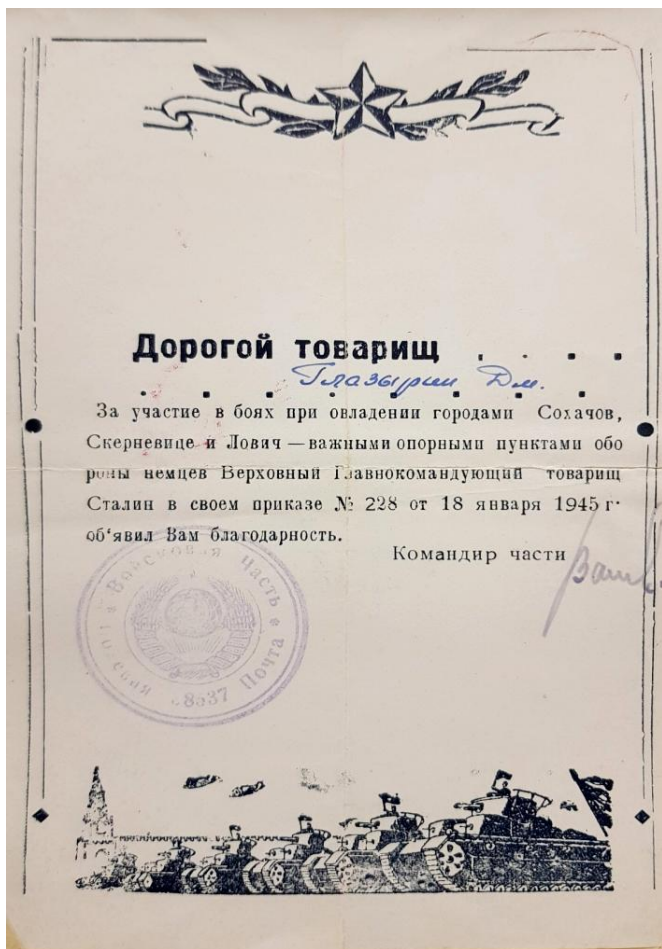 Дорогой товарищ . . . .
Глазырин Дм.
За участие в боях при овладении городами Сохачов,
Скерневице и Лович — важными опорными пунктами обо
роны немцев Верховный Главнокомандующий товарищ
Сталин в своем приказе № 228 от 18 января 1945 г·
об‘явил Вам благодарность.
Командир части
Войсковая часть
Полевая Почта